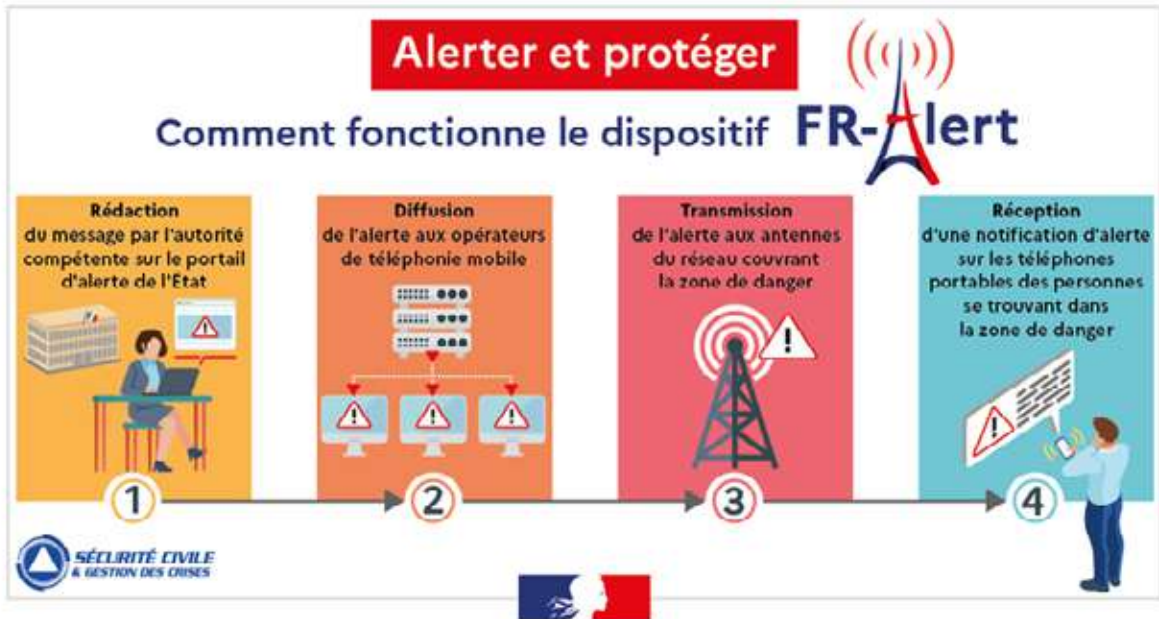 Alerter et protéger
Comment fonctionne le dispositif FR-Alert
Rédaction
du message par l'autorité
compétente sur le portail
d'alerte de l'État
Diffusion
de l'alerte aux opérateurs
de téléphonie mobile
Transmission
de l'alerte aux antennes
du réseau couvrant
la zone de danger
Réception
d'une notification d'alerte
sur les téléphones
portables des personnes
se trouvant dans
la zone de danger
1
2
3
4
SÉCURITÉ CIVILE
& GESTION DES CRISES